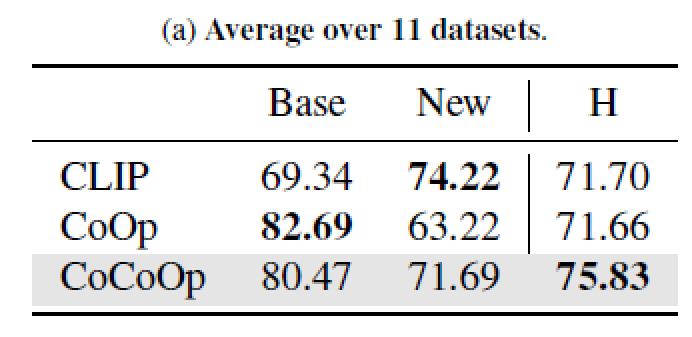 (a) Average over 11 datasets.
Base New H
CLIP 69.34 74.22 71.70
CoOp 82.69 63.22 71.66
CoCoOp 80.47 71.69 75.83